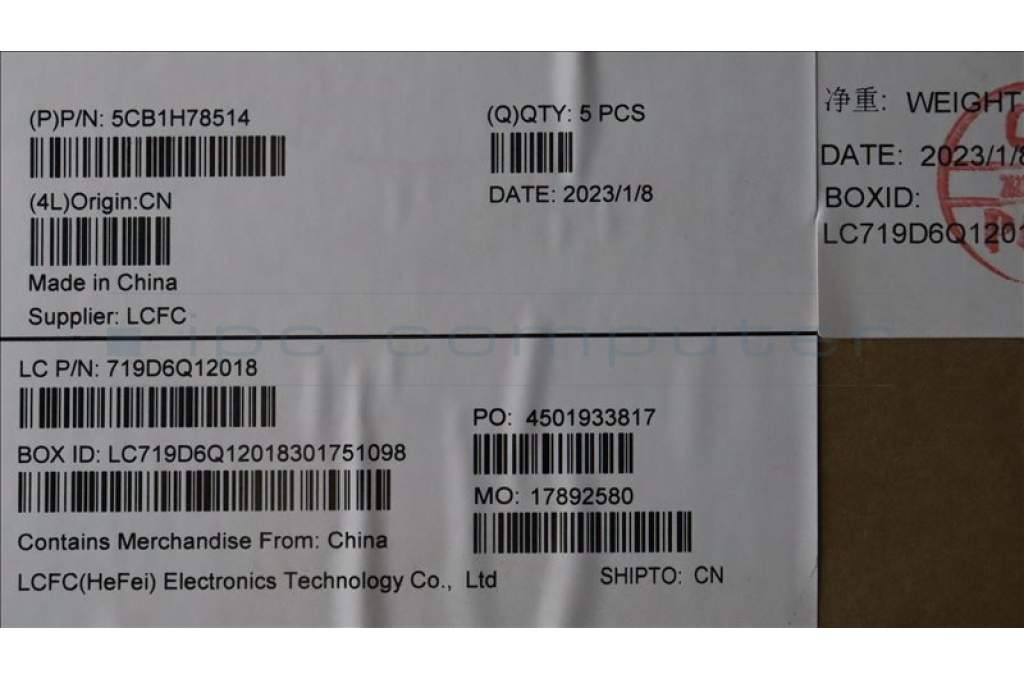 (P)P/N: 5CB1H78514
(Q)QTY: 5 PCS
(4L)Origin:CN
DATE: 2023/1/8
Made in China
Supplier: LCFC
LC P/N: 719D6Q12018
PO: 4501933817
BOX ID: LC719D6Q12018301751098
MO: 17892580
Contains Merchandise From: China
LCFC(HeFei) Electronics Technology Co., Ltd
SHIPTO: CN
净重: WEIGHT
DATE: 2023/1/8
BOXID:
LC719D6Q1201
ipc-computer